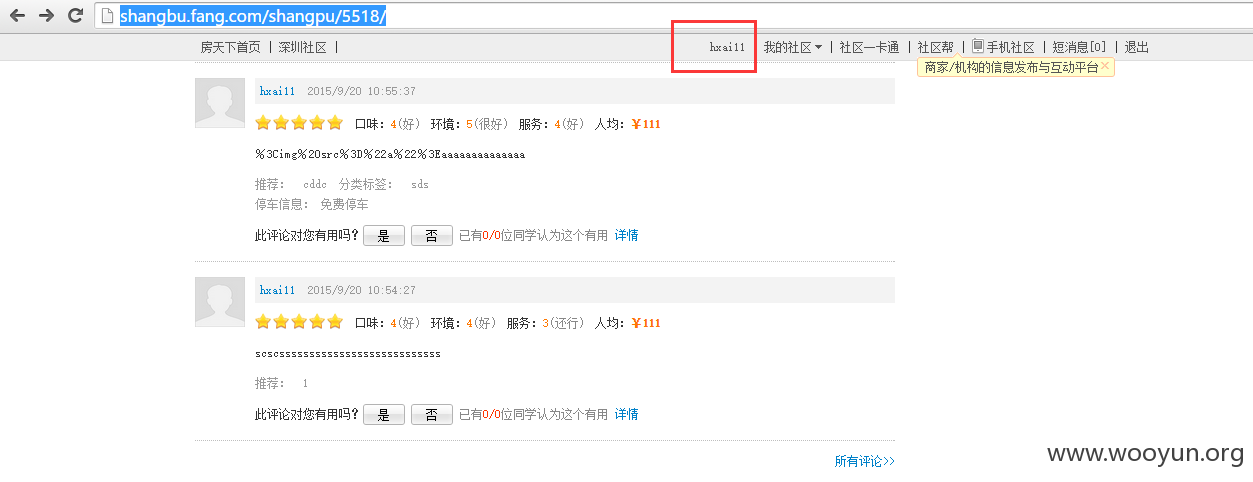 shangbu.fang.com/shangpu/5518/
房天下首页 | 深圳社区 | hxai11 我的社区 | 社区一卡通 | 社区帮 | 手机社区 | 短消息[0] | 退出
商家/机构的信息发布与互动平台
hxai11 2015/9/20 10:55:37
口味：4(好) 环境：5(很好) 服务：4(好) 人均：￥111
%3Cimg%20src%3D%22a%22%3Eaaaaaaaaaaaaaa
推荐： cddc 分类标签： sds
停车信息： 免费停车
此评论对您有用吗？ 是 否 已有0/0位同学认为这个有用 详情
hxai11 2015/9/20 10:54:27
口味：4(好) 环境：4(好) 服务：3(还行) 人均：￥111
推荐： 1
此评论对您有用吗？ 是 否 已有0/0位同学认为这个有用 详情
所有评论>>
www.wooyun.org